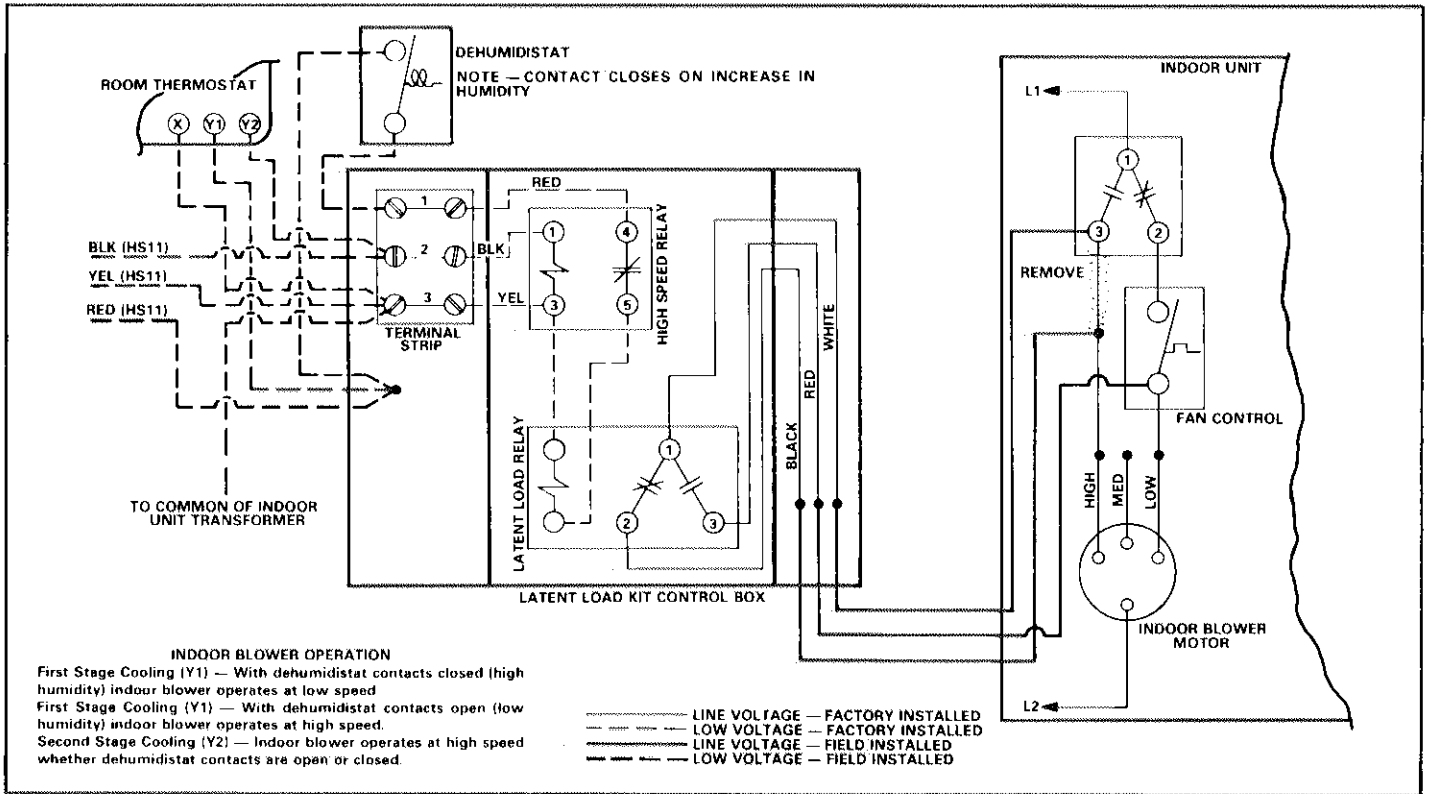 DEHUMIDISTAT
NOTE — CONTACT CLOSES ON INCREASE IN
HUMIDITY
ROOM THERMOSTAT
X Y1 Y2
INDOOR UNIT
L1
1
3 2
REMOVE
FAN CONTROL
HIGH
MED
LOW
INDOOR BLOWER
MOTOR
L2
BLK (HS11)
YEL (HS11)
RED (HS11)
1
2
3
TERMINAL
STRIP
RED
BLK
YEL
1 4
3 5
HIGH SPEED RELAY
LATENT LOAD RELAY
1
2 3
BLACK
RED
WHITE
TO COMMON OF INDOOR
UNIT TRANSFORMER
LATENT LOAD KIT CONTROL BOX
INDOOR BLOWER OPERATION
First Stage Cooling (Y1) — With dehumidistat contacts closed (high
humidity) indoor blower operates at low speed
First Stage Cooling (Y1) — With dehumidistat contacts open (low
humidity) indoor blower operates at high speed.
Second Stage Cooling (Y2) — Indoor blower operates at high speed
whether dehumidistat contacts are open or closed.
LINE VOLTAGE — FACTORY INSTALLED
LOW VOLTAGE — FACTORY INSTALLED
LINE VOLTAGE — FIELD INSTALLED
LOW VOLTAGE — FIELD INSTALLED